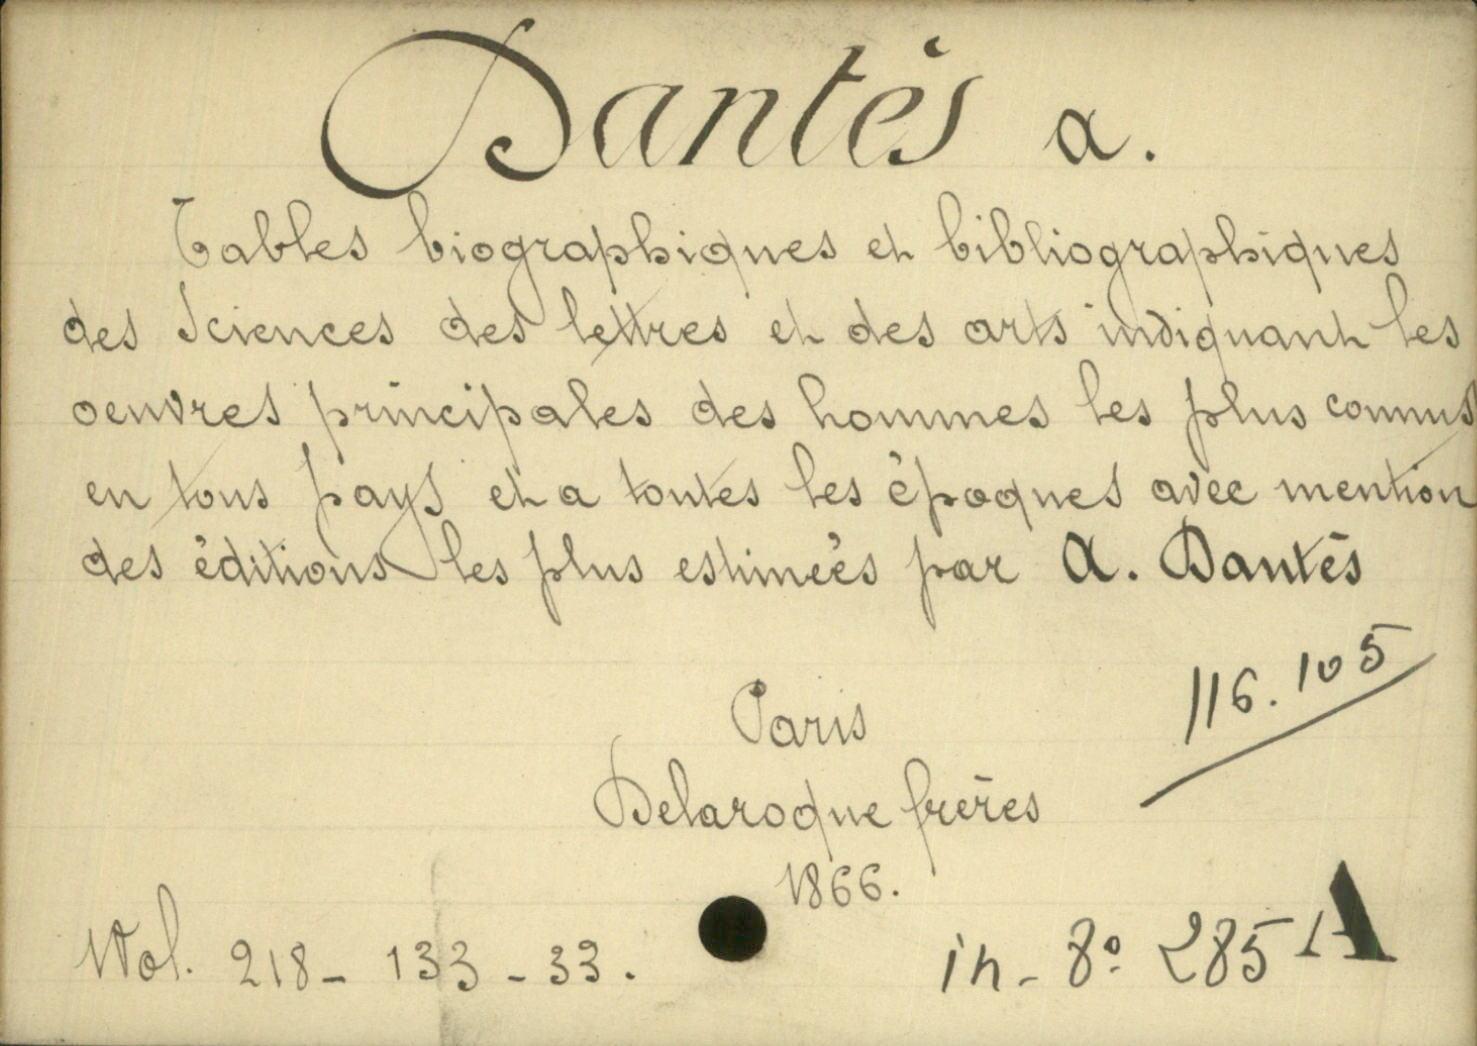 Dantès A.
Tables biographiques et bibliographiques
des Sciences des lettres et des arts indiquant les
oeuvres principales des hommes les plus connus
en tous pays et a toutes les époques avec mention
des éditions les plus estimées par A. Dantès
116.105
Paris
Delaroque frères
1866.
Vol. 218 - 133 - 33.
in-8º 285 A